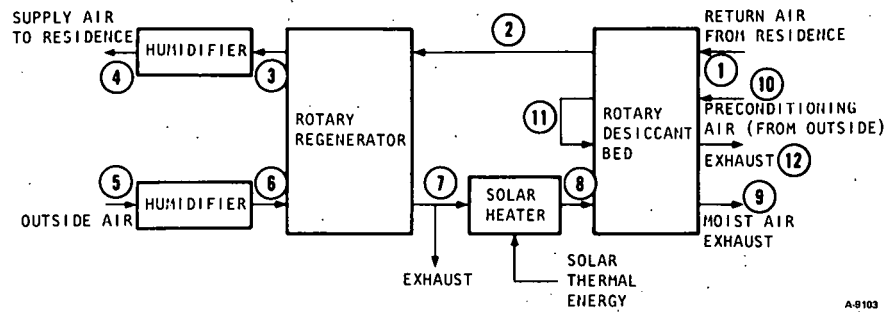 SUPPLY AIR
TO RESIDENCE
HUMIDIFIER
4
3
2
RETURN AIR
FROM RESIDENCE
1
10
PRECONDITIONING
AIR (FROM OUTSIDE)
EXHAUST 12
ROTARY
REGENERATOR
11
ROTARY
DESICCANT
BED
5
HUMIDIFIER
6
OUTSIDE AIR
7
SOLAR
HEATER
8
9
MOIST AIR
EXHAUST
EXHAUST
SOLAR
THERMAL
ENERGY
A-9103